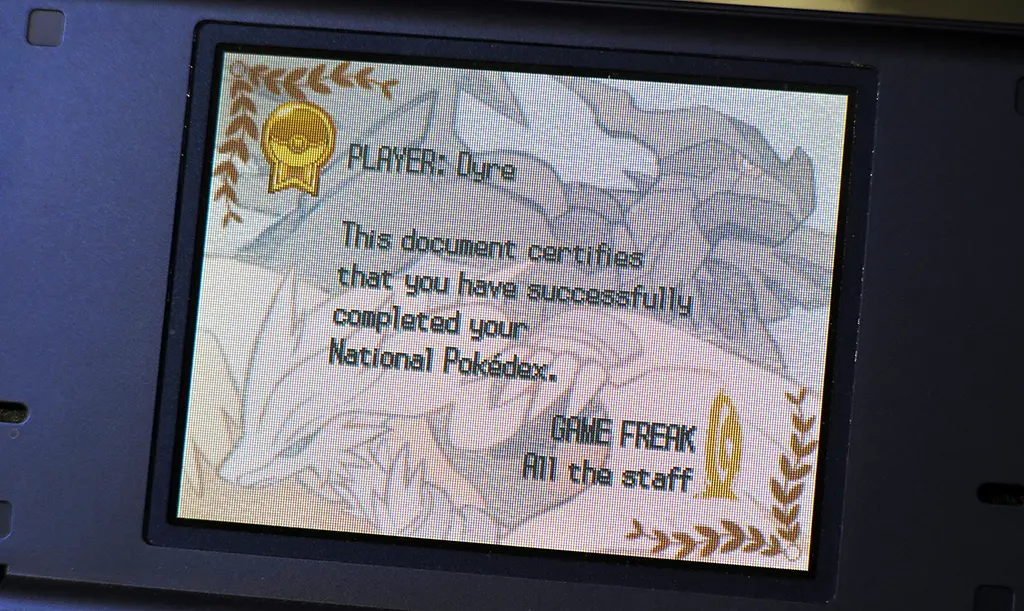 PLAYER: Dyre
This document certifies
that you have successfully
completed your
National Pokédex.
GAME FREAK
All the staff